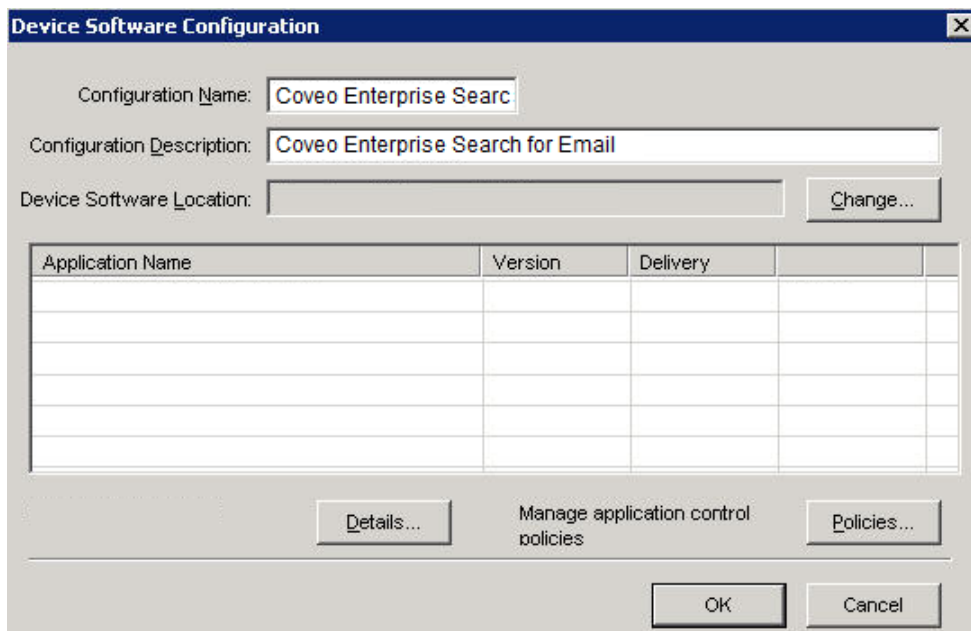 Device Software Configuration
Configuration Name: Coveo Enterprise Searc
Configuration Description: Coveo Enterprise Search for Email
Device Software Location: Change...
Application Name Version Delivery
Details... Manage application control policies Policies...
OK Cancel